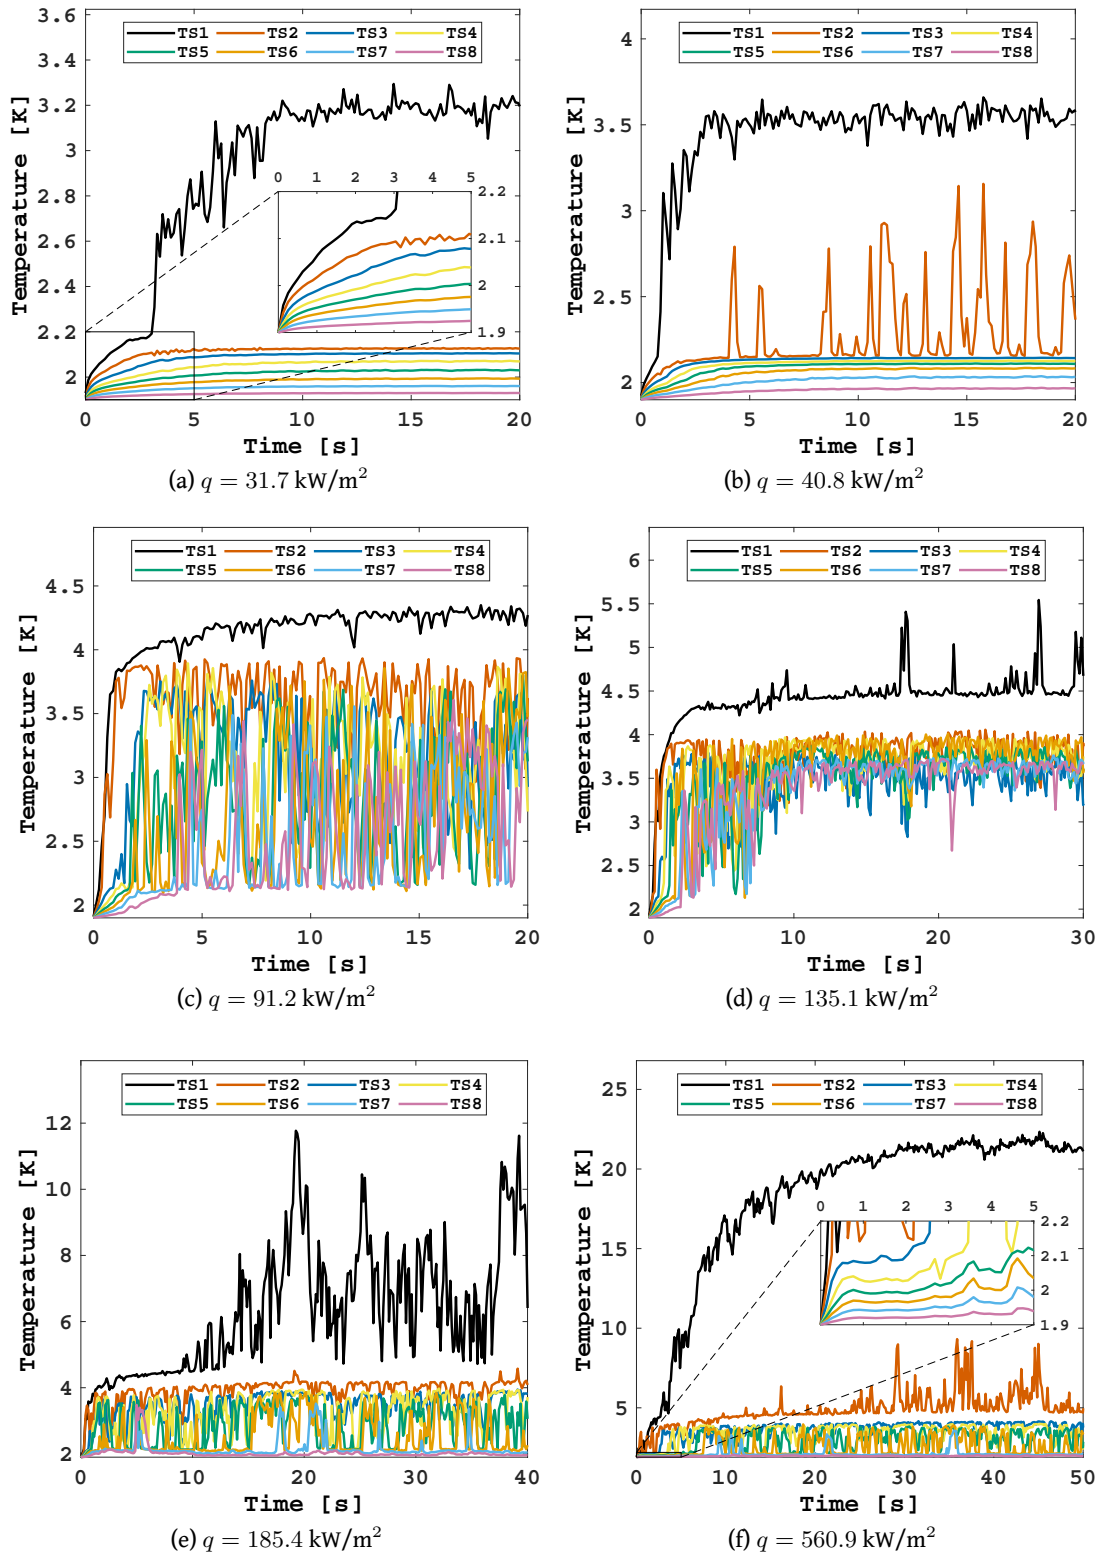 3.6
3.4
3.2
3
2.8
2.6
2.4
2.2
2
Temperature [K]
TS1 TS2 TS3 TS4
TS5 TS6 TS7 TS8
0 1 2 3 4 5
2.2
2.1
2
1.9
0 5 10 15 20
Time [s]
(a) q = 31.7 kW/m²
4
3.5
3
2.5
2
Temperature [K]
TS1 TS2 TS3 TS4
TS5 TS6 TS7 TS8
0 5 10 15 20
Time [s]
(b) q = 40.8 kW/m²
4.5
4
3.5
3
2.5
2
Temperature [K]
TS1 TS2 TS3 TS4
TS5 TS6 TS7 TS8
0 5 10 15 20
Time [s]
(c) q = 91.2 kW/m²
6
5.5
5
4.5
4
3.5
3
2.5
2
Temperature [K]
TS1 TS2 TS3 TS4
TS5 TS6 TS7 TS8
0 10 20 30
Time [s]
(d) q = 135.1 kW/m²
12
10
8
6
4
2
Temperature [K]
TS1 TS2 TS3 TS4
TS5 TS6 TS7 TS8
0 10 20 30 40
Time [s]
(e) q = 185.4 kW/m²
25
20
15
10
5
Temperature [K]
TS1 TS2 TS3 TS4
TS5 TS6 TS7 TS8
0 1 2 3 4 5
2.2
2.1
2
1.9
0 10 20 30 40 50
Time [s]
(f) q = 560.9 kW/m²